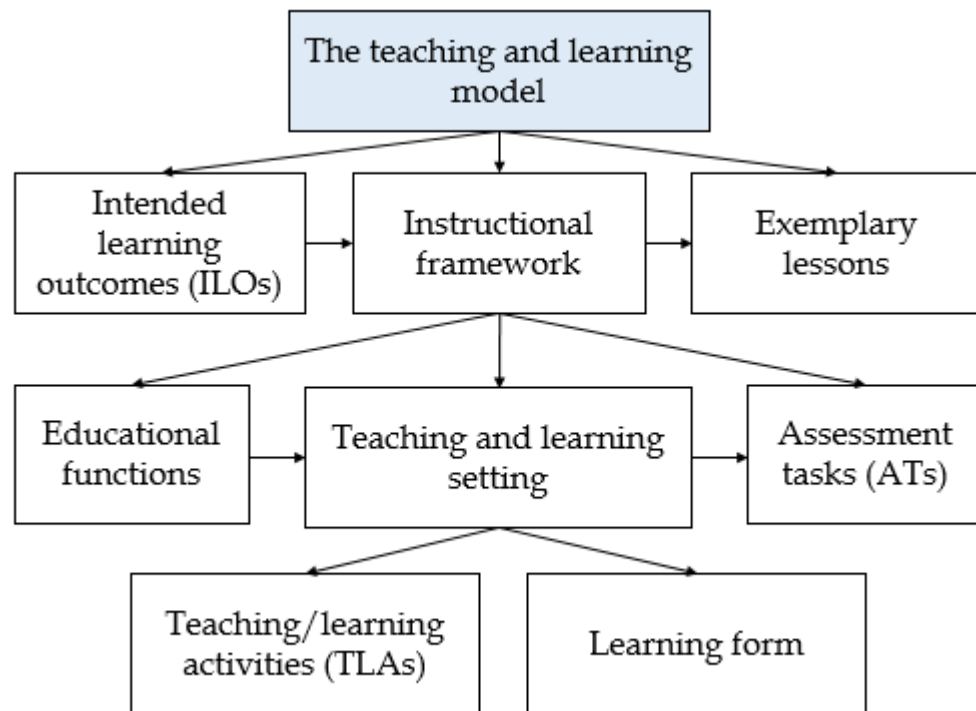 The teaching and learning
model
Intended
learning
outcomes (ILOs)
Instructional
framework
Exemplary
lessons
Educational
functions
Teaching and learning
setting
Assessment
tasks (ATs)
Teaching/learning
activities (TLAs)
Learning form